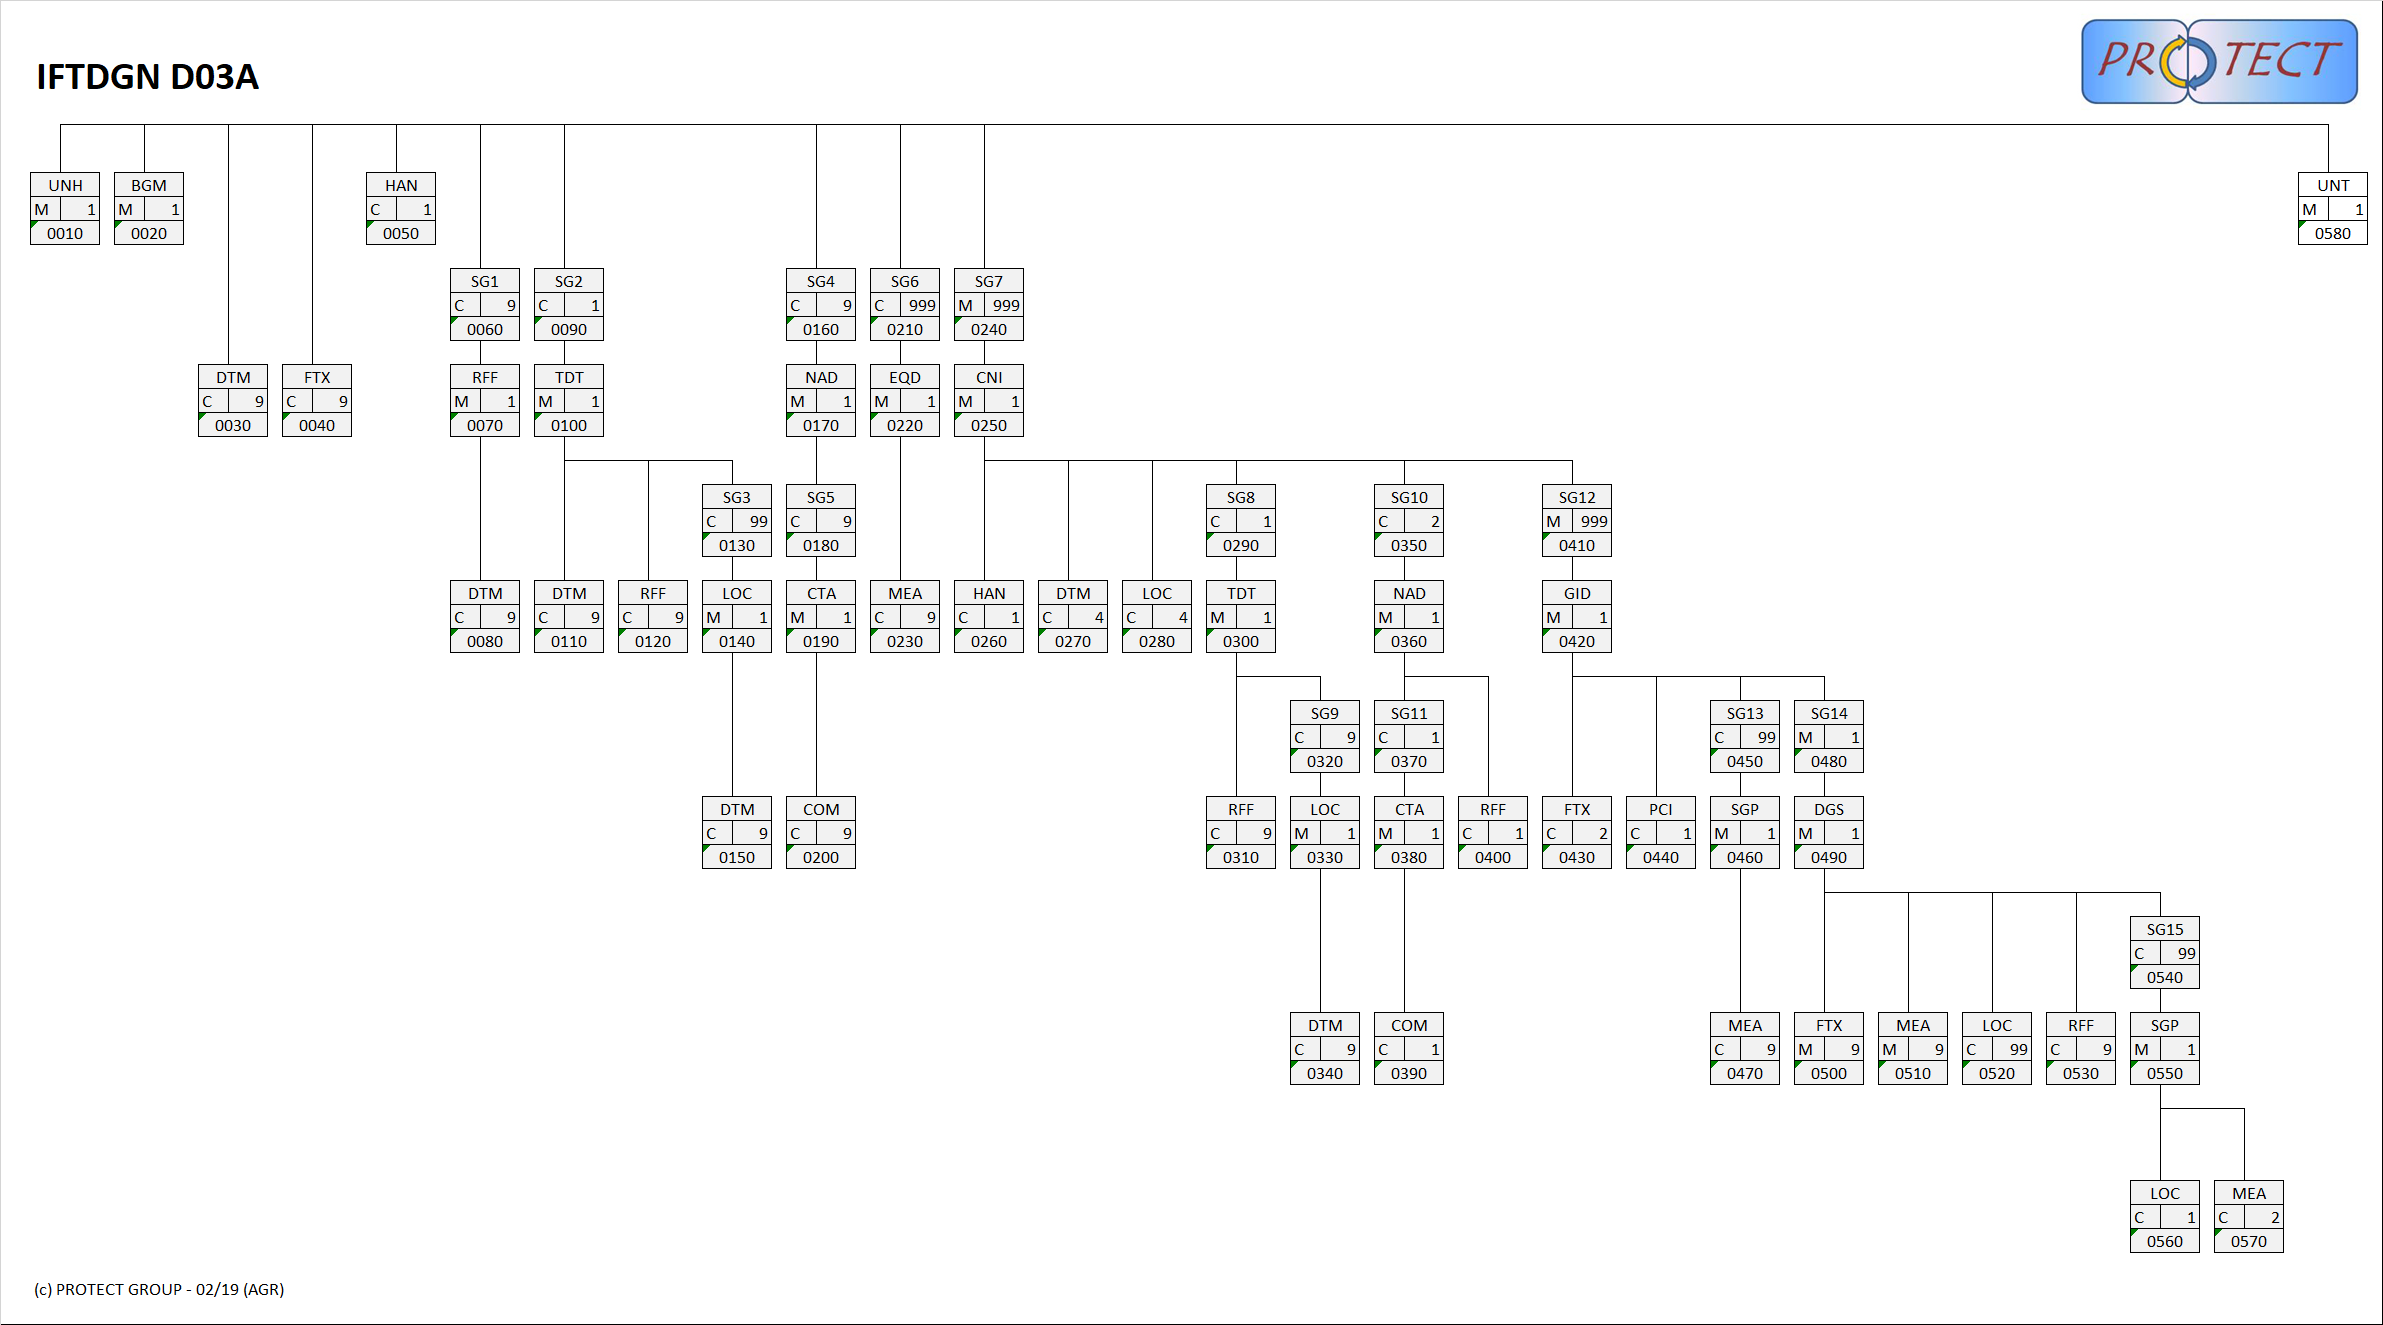 PROTECT
IFTDGN D03A
UNH BGM HAN UNT
M 1 M 1 C 1 M 1
0010 0020 0050 0580
SG1 SG2 SG4 SG6 SG7
C 9 C 1 C 9 C 999 M 999
0060 0090 0160 0210 0240
DTM FTX RFF TDT NAD EQD CNI
C 9 C 9 M 1 M 1 M 1 M 1 M 1
0030 0040 0070 0100 0170 0220 0250
SG3 SG5 SG8 SG10 SG12
C 99 C 9 C 1 C 2 M 999
0130 0180 0290 0350 0410
DTM DTM RFF LOC CTA MEA HAN DTM LOC TDT NAD GID
C 9 C 9 C 9 M 1 M 1 C 9 C 1 C 4 C 4 M 1 M 1 M 1
0080 0110 0120 0140 0190 0230 0260 0270 0280 0300 0360 0420
SG9 SG11 SG13 SG14
C 9 C 1 C 99 M 1
0320 0370 0450 0480
DTM COM RFF LOC CTA RFF FTX PCI SGP DGS
C 9 C 9 C 9 M 1 M 1 C 1 C 2 C 1 M 1 M 1
0150 0200 0310 0330 0380 0400 0430 0440 0460 0490
SG15
C 99
0540
DTM COM MEA FTX MEA LOC RFF SGP
C 9 C 1 C 9 M 9 M 9 C 99 C 9 M 1
0340 0390 0470 0500 0510 0520 0530 0550
LOC MEA
C 1 C 2
0560 0570
(c) PROTECT GROUP - 02/19 (AGR)